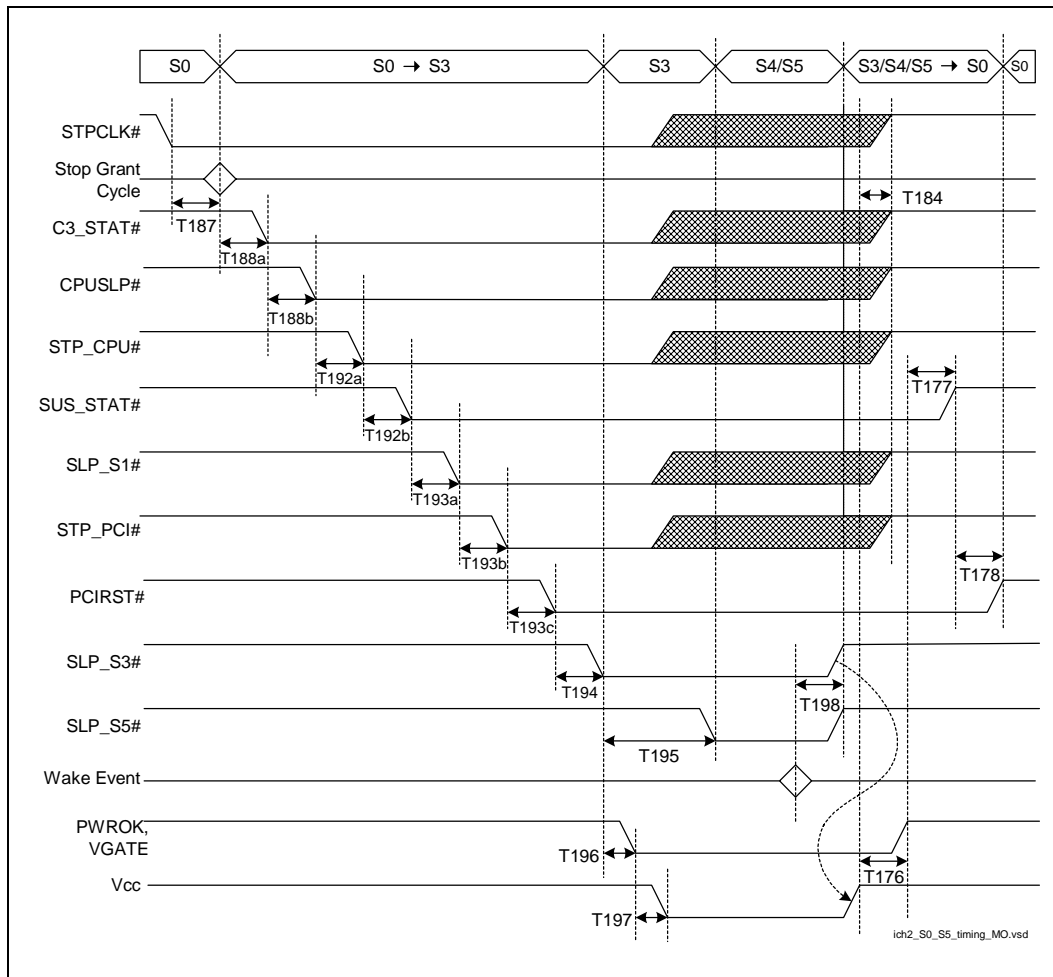 S0
S0 → S3
S3
S4/S5
S3/S4/S5 → S0
S0
STPCLK#
Stop Grant
Cycle
T184
T187
C3_STAT#
T188a
CPUSLP#
T188b
STP_CPU#
T192a
T177
SUS_STAT#
T192b
SLP_S1#
T193a
STP_PCI#
T193b
T178
PCIRST#
T193c
SLP_S3#
T194
T198
SLP_S5#
T195
Wake Event
PWROK,
VGATE
T196
T176
Vcc
T197
ich2_S0_S5_timing_MO.vsd